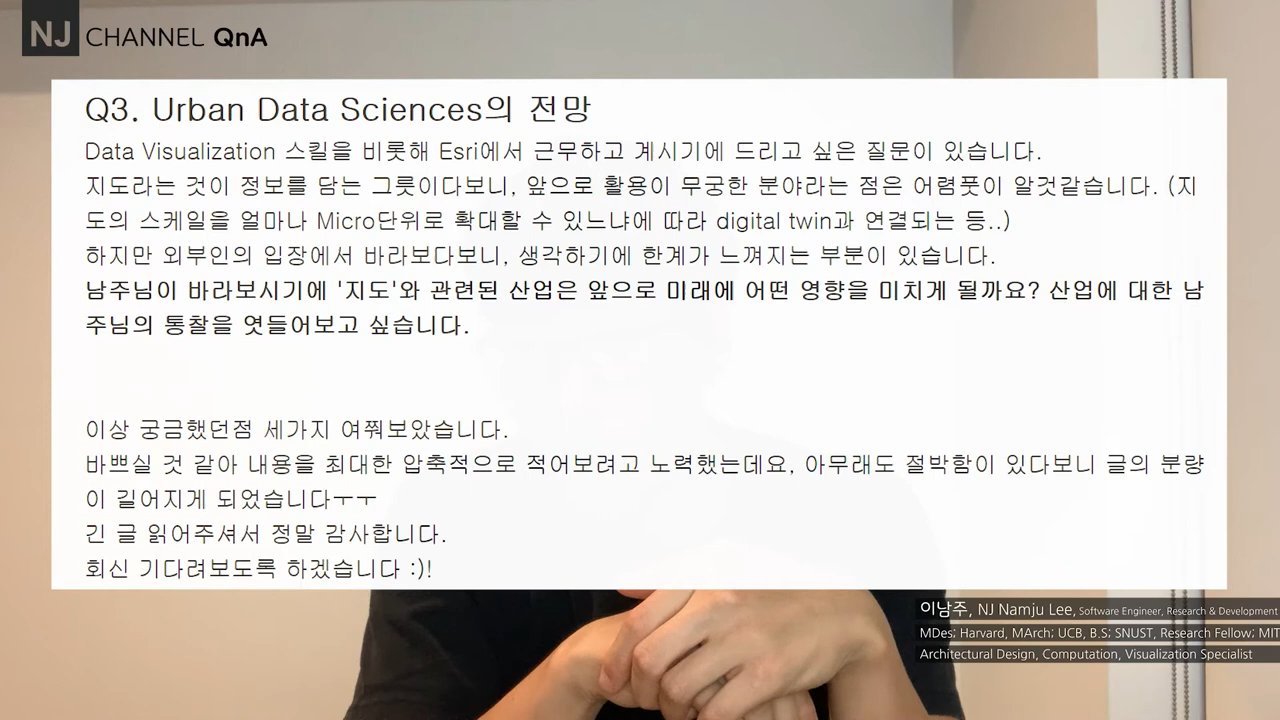 NJ CHANNEL QnA
Q3. Urban Data Sciences의 전망
Data Visualization 스킬을 비롯해 Esri에서 근무하고 계시기에 드리고 싶은 질문이 있습니다.
지도라는 것이 정보를 담는 그릇이다보니, 앞으로 활용이 무궁한 분야라는 점은 어렴풋이 알것같습니다. (지
도의 스케일을 얼마나 Micro단위로 확대할 수 있느냐에 따라 digital twin과 연결되는 등..)
하지만 외부인의 입장에서 바라보다보니, 생각하기에 한계가 느껴지는 부분이 있습니다.
남주님이 바라보시기에 '지도'와 관련된 산업은 앞으로 미래에 어떤 영향을 미치게 될까요? 산업에 대한 남
주님의 통찰을 엿들어보고 싶습니다.
이상 궁금했던점 세가지 여쭤보았습니다.
바쁘실 것 같아 내용을 최대한 압축적으로 적어보려고 노력했는데요, 아무래도 절박함이 있다보니 글의 분량
이 길어지게 되었습니다ㅜㅜ
긴 글 읽어주셔서 정말 감사합니다.
회신 기다려보도록 하겠습니다 :)!
이남주, NJ Namju Lee, Software Engineer, Research & Development
MDes; Harvard, MArch; UCB, B.S; SNUST, Research Fellow; MIT
Architectural Design, Computation, Visualization Specialist